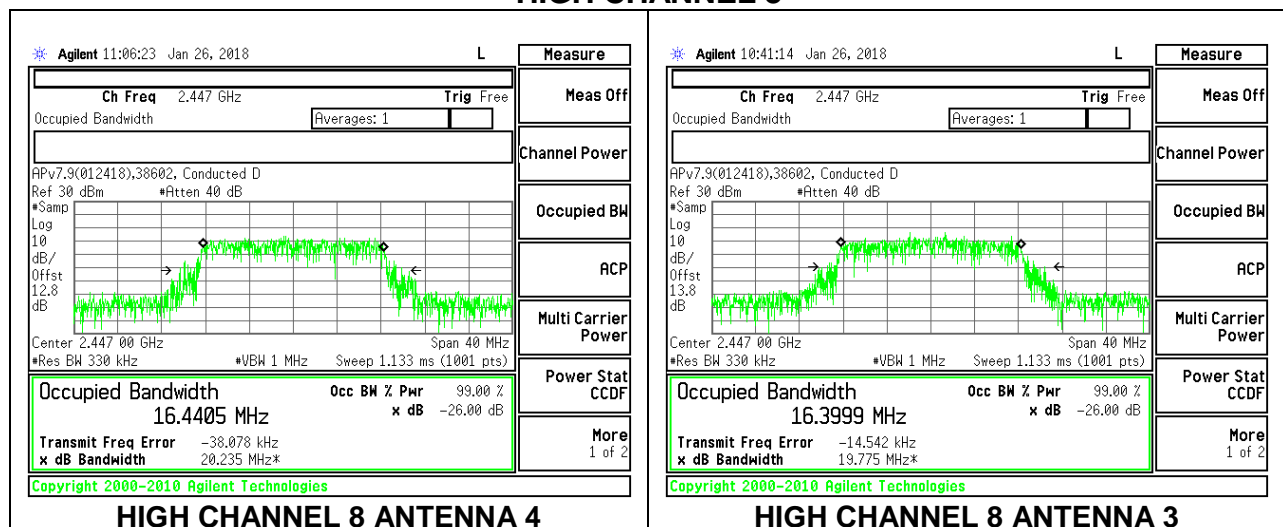 HIGH CHANNEL 8
Agilent 11:06:23 Jan 26, 2018 L
Measure
Ch Freq 2.447 GHz Trig Free
Occupied Bandwidth Averages: 1
APv7.9(012418),38602, Conducted D
Ref 30 dBm #Atten 40 dB
#Samp
Log
10
dB/
Offst
12.8
dB
Center 2.447 00 GHz Span 40 MHz
#Res BW 330 kHz #VBW 1 MHz Sweep 1.133 ms (1001 pts)
Occupied Bandwidth Occ BW % Pwr 99.00 %
16.4405 MHz x dB -26.00 dB
Transmit Freq Error -38.078 kHz
x dB Bandwidth 20.235 MHz*
Copyright 2000-2010 Agilent Technologies
Meas Off
Channel Power
Occupied BW
ACP
Multi Carrier
Power
Power Stat
CCDF
More
1 of 2
HIGH CHANNEL 8 ANTENNA 4
Agilent 10:41:14 Jan 26, 2018 L
Measure
Ch Freq 2.447 GHz Trig Free
Occupied Bandwidth Averages: 1
APv7.9(012418),38602, Conducted D
Ref 30 dBm #Atten 40 dB
#Samp
Log
10
dB/
Offst
13.8
dB
Center 2.447 00 GHz Span 40 MHz
#Res BW 330 kHz #VBW 1 MHz Sweep 1.133 ms (1001 pts)
Occupied Bandwidth Occ BW % Pwr 99.00 %
16.3999 MHz x dB -26.00 dB
Transmit Freq Error -14.542 kHz
x dB Bandwidth 19.775 MHz*
Copyright 2000-2010 Agilent Technologies
Meas Off
Channel Power
Occupied BW
ACP
Multi Carrier
Power
Power Stat
CCDF
More
1 of 2
HIGH CHANNEL 8 ANTENNA 3